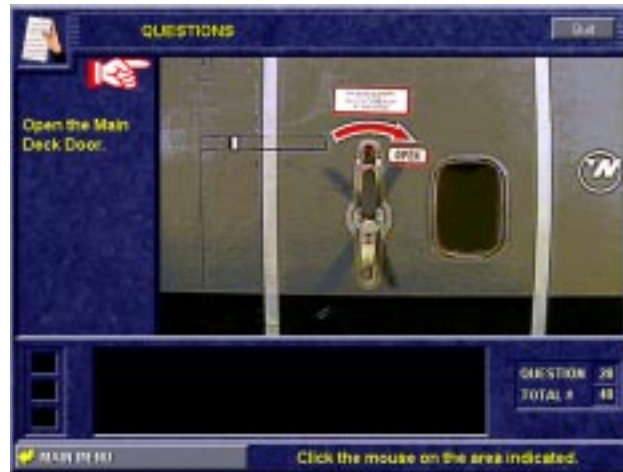 QUESTIONS
Quit
Open the Main
Deck Door.
OPEN
N
QUESTION 28
TOTAL # 40
MAIN MENU
Click the mouse on the area indicated.